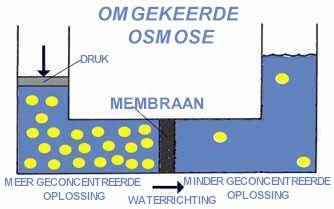 OMGEKEERDE
OSMOSE
DRUK
MEMBRAAN
MEER GECONCENTREERDE
OPLOSSING
WATERRICHTING
MINDER GECONCENTREERDE
OPLOSSING